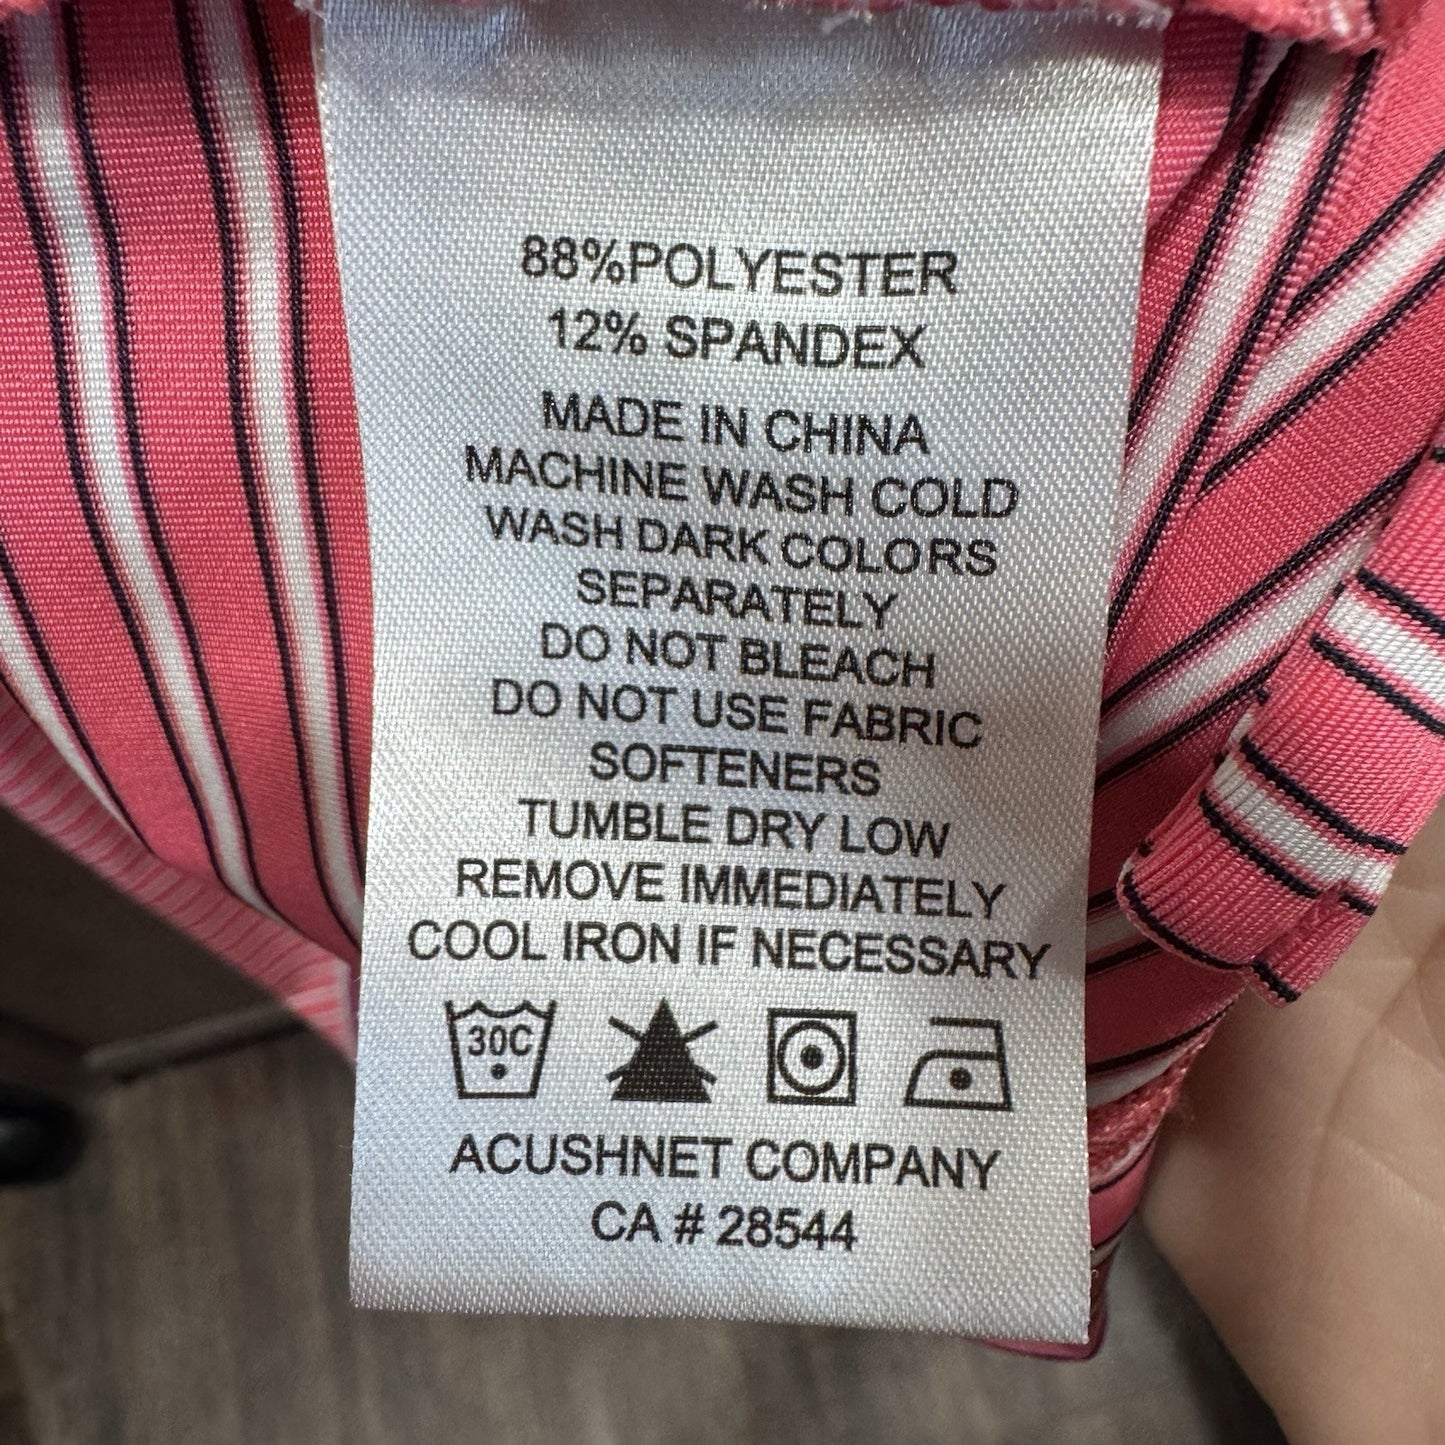 88%POLYESTER
12% SPANDEX
MADE IN CHINA
MACHINE WASH COLD
WASH DARK COLORS
SEPARATELY
DO NOT BLEACH
DO NOT USE FABRIC
SOFTENERS
TUMBLE DRY LOW
REMOVE IMMEDIATELY
COOL IRON IF NECESSARY
30C
ACUSHNET COMPANY
CA # 28544